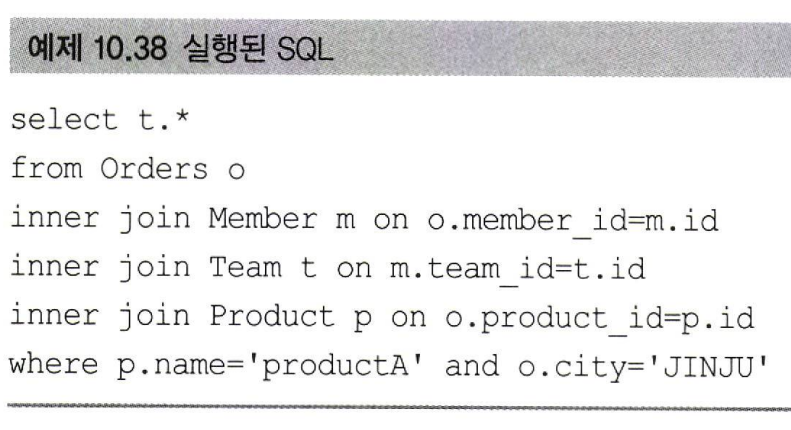 예제 10.38 실행된 SQL
select t.*
from Orders o
inner join Member m on o.member_id=m.id
inner join Team t on m.team_id=t.id
inner join Product p on o.product_id=p.id
where p.name='productA' and o.city='JINJU'